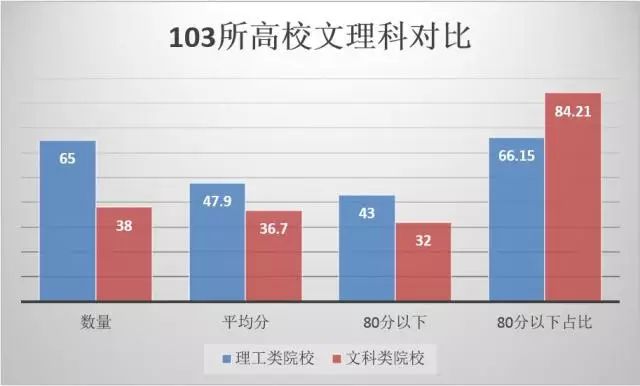 103所高校文理科对比
65
38
47.9
36.7
43
32
66.15
84.21
数量
平均分
80分以下
80分以下占比
理工类院校
文科类院校